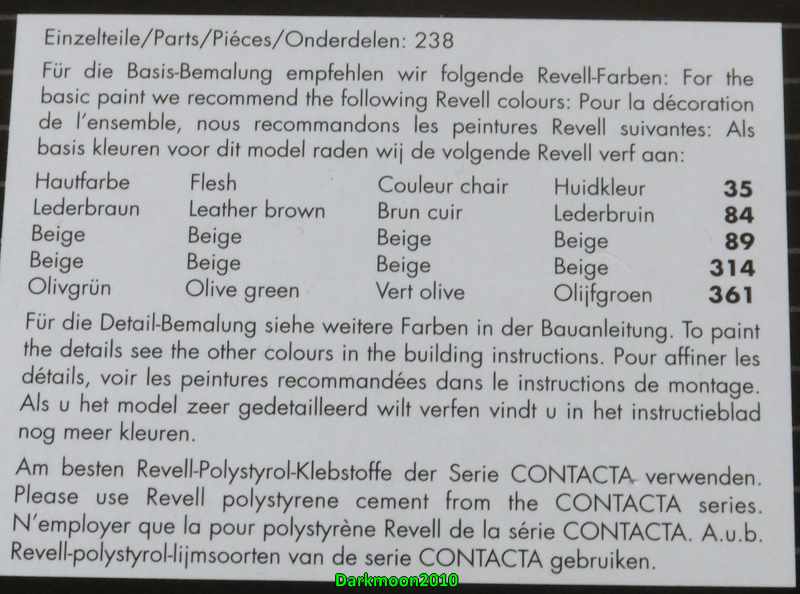 Einzelteile/Parts/Piéces/Onderdelen: 238
Für die Basis-Bemalung empfehlen wir folgende Revell-Farben: For the
basic paint we recommend the following Revell colours: Pour la décoration
de l'ensemble, nous recommandons les peintures Revell suivantes: Als
basis kleuren voor dit model raden wij de volgende Revell verf aan:
Hautfarbe Flesh Couleur chair Huidkleur 35
Lederbraun Leather brown Brun cuir Lederbruin 84
Beige Beige Beige Beige 89
Beige Beige Beige Beige 314
Olivgrün Olive green Vert olive Olijfgroen 361
Für die Detail-Bemalung siehe weitere Farben in der Bauanleitung. To paint
the details see the other colours in the building instructions. Pour affiner les
détails, voir les peintures recommandées dans le instructions de montage.
Als u het model zeer gedetailleerd wilt verfen vindt u in het instructieblad
nog meer kleuren.
Am besten Revell-Polystyrol-Klebstoffe der Serie CONTACTA verwenden.
Please use Revell polystyrene cement from the CONTACTA series.
N'employer que la pour polystyrène Revell de la série CONTACTA. A.u.b.
Revell-polystyrol-lijmsoorten van de serie CONTACTA gebruiken.
Darkmoon2010